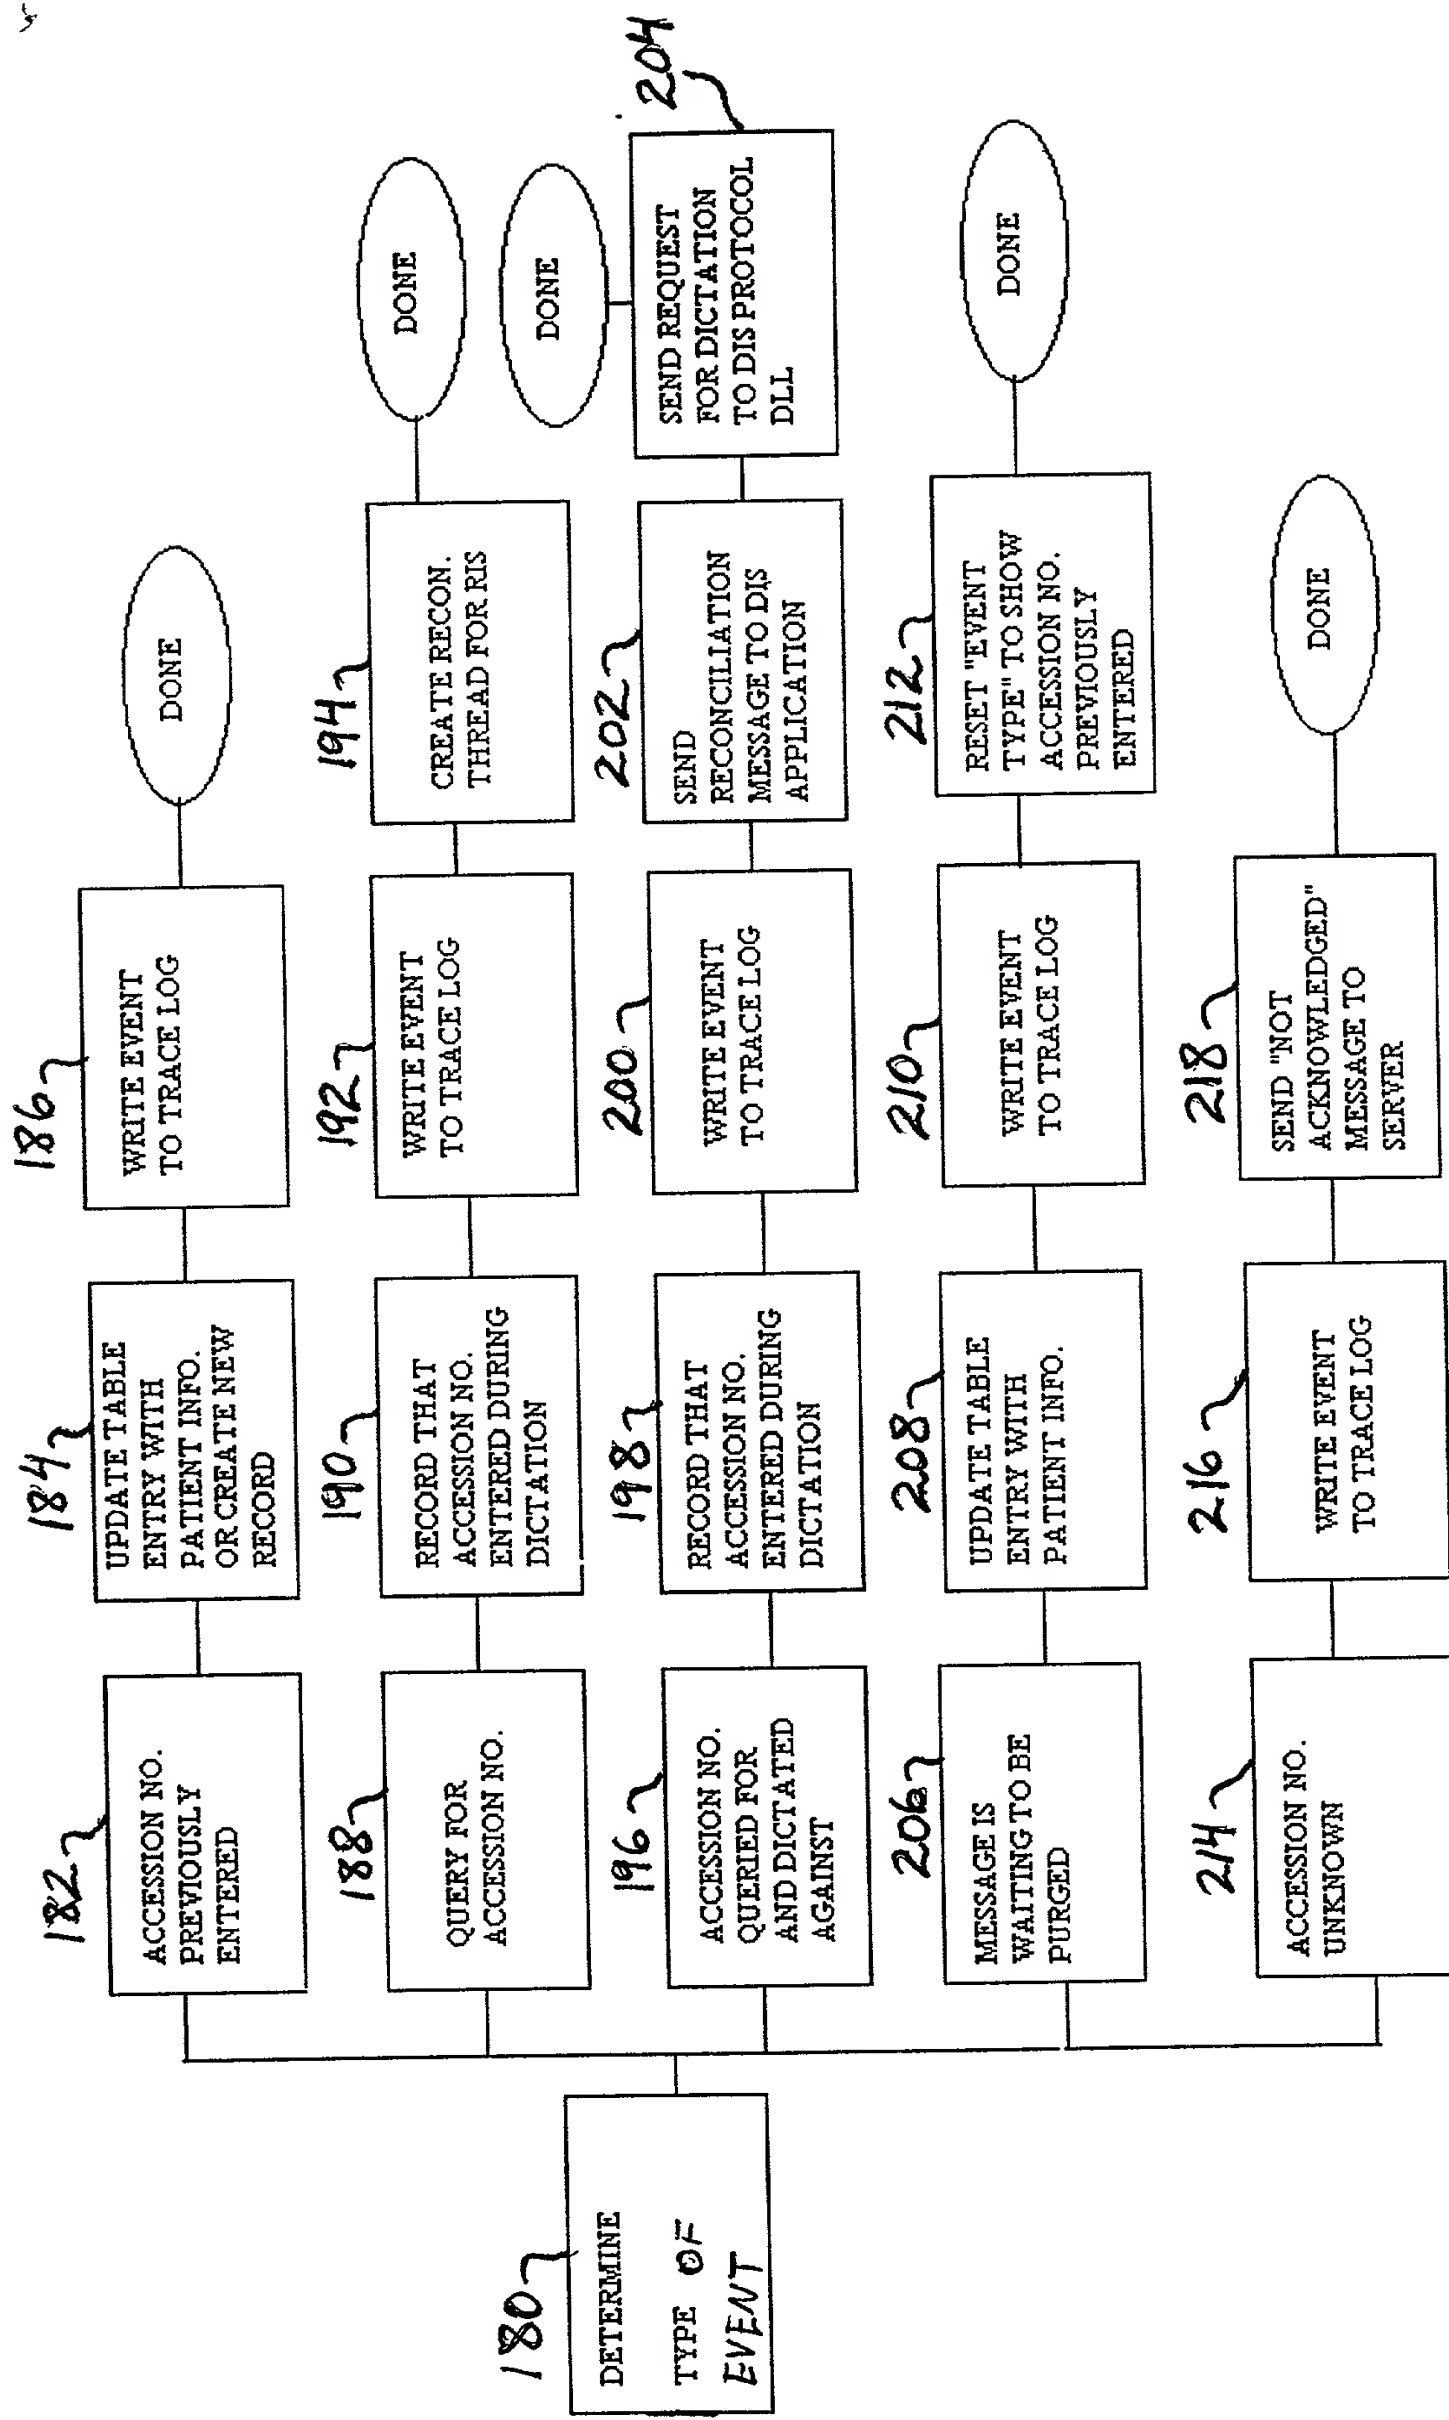 180
DETERMINE
TYPE OF
EVENT
182
ACCESSION NO.
PREVIOUSLY
ENTERED
184
UPDATE TABLE
ENTRY WITH
PATIENT INFO.
OR CREATE NEW
RECORD
186
WRITE EVENT
TO TRACE LOG
DONE
188
QUERY FOR
ACCESSION NO.
190
RECORD THAT
ACCESSION NO.
ENTERED DURING
DICTATION
192
WRITE EVENT
TO TRACE LOG
194
CREATE RECON.
THREAD FOR RIS
DONE
196
ACCESSION NO.
QUERIED FOR
AND DICTATED
AGAINST
198
RECORD THAT
ACCESSION NO.
ENTERED DURING
DICTATION
200
WRITE EVENT
TO TRACE LOG
202
SEND
RECONCILIATION
MESSAGE TO DIS
APPLICATION
204
SEND REQUEST
FOR DICTATION
TO DIS PROTOCOL
DLL
DONE
206
MESSAGE IS
WAITING TO BE
PURGED
208
UPDATE TABLE
ENTRY WITH
PATIENT INFO.
210
WRITE EVENT
TO TRACE LOG
212
RESET "EVENT
TYPE" TO SHOW
ACCESSION NO.
PREVIOUSLY
ENTERED
DONE
214
ACCESSION NO.
UNKNOWN
216
WRITE EVENT
TO TRACE LOG
218
SEND "NOT
ACKNOWLEDGED"
MESSAGE TO
SERVER
DONE